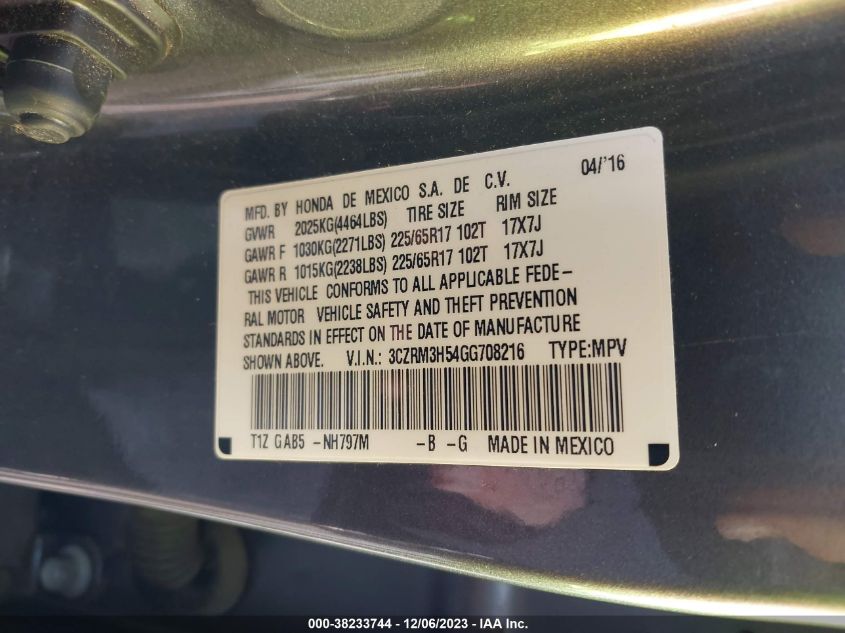 04/'16
MFD. BY HONDA DE MEXICO S.A. DE C.V.
GVWR 2025KG(4464LBS) TIRE SIZE RIM SIZE
GAWR F 1030KG(2271LBS) 225/65R17 102T 17X7J
GAWR R 1015KG(2238LBS) 225/65R17 102T 17X7J
THIS VEHICLE CONFORMS TO ALL APPLICABLE FEDE-
RAL MOTOR VEHICLE SAFETY AND THEFT PREVENTION
STANDARDS IN EFFECT ON THE DATE OF MANUFACTURE
SHOWN ABOVE. V.I.N.: 3CZRM3H54GG708216 TYPE:MPV
T1Z GAB5 -NH797M -B -G MADE IN MEXICO
000-38233744 - 12/06/2023 - IAA Inc.